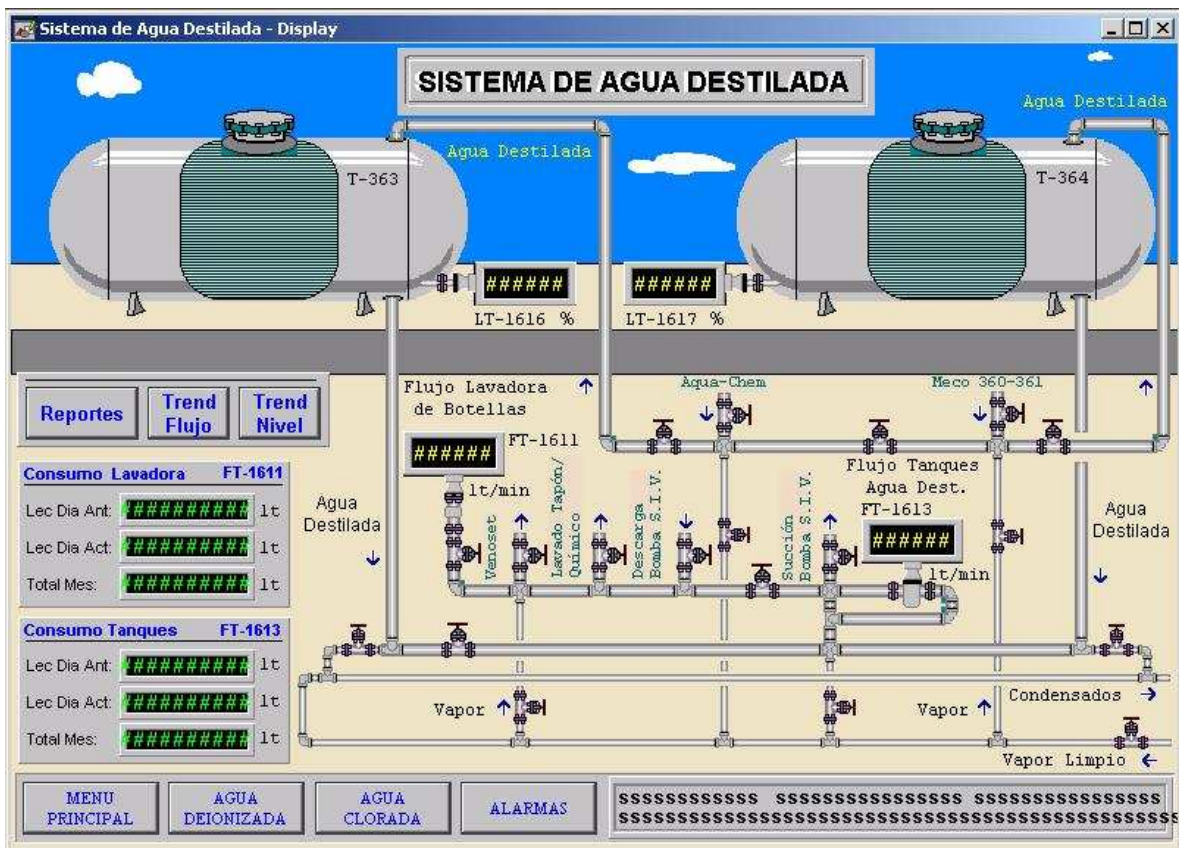 Sistema de Agua Destilada - Display
SISTEMA DE AGUA DESTILADA
Agua Destilada
Agua Destilada
T-363
T-364
######
######
LT-1616 %
LT-1617 %
Reportes
Trend
Flujo
Trend
Nivel
Flujo Lavadora
de Botellas
Aqua-Chem
Meco 360-361
######
FT-1611
lt/min
Flujo Tanques
Agua Dest.
FT-1613
######
lt/min
Venoset
Lavado Tapón/
Químico
Descarga
Bomba S.I.V.
Succión
Bomba S.I.V.
Consumo Lavadora FT-1611
Lec Dia Ant: ########## lt
Lec Dia Act: ########## lt
Total Mes: ########## lt
Agua
Destilada
Agua
Destilada
Consumo Tanques FT-1613
Lec Dia Ant: ########## lt
Lec Dia Act: ########## lt
Total Mes: ########## lt
Vapor
Vapor
Condensados
Vapor Limpio
MENU
PRINCIPAL
AGUA
DEIONIZADA
AGUA
CLORADA
ALARMAS
SSSSSSSSSSSS SSSSSSSSSSSSSSSS SSSSSSSSSSSSSSSS
SSSSSSSSSSSSSSSSSSSSSSSSSSSSSSSSSSSSSSSSSSSSSSSS